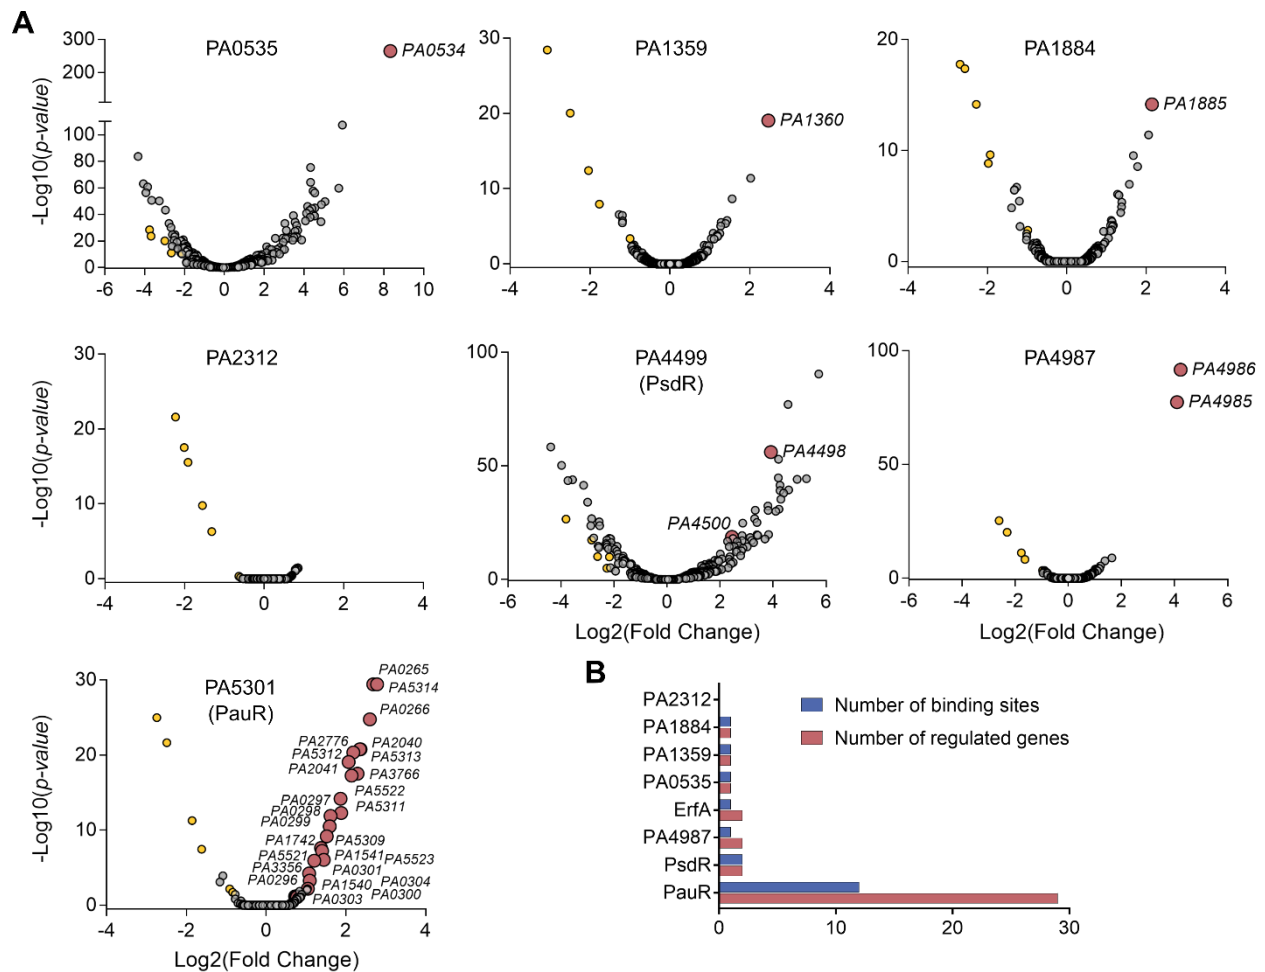 A
PA0535
PA0534
300
200
100
80
60
40
20
0
-6 -4 -2 0 2 4 6 8 10
-Log10(p-value)
PA1359
PA1360
30
20
10
0
-4 -2 0 2 4
PA1884
PA1885
20
10
0
-4 -2 0 2 4
PA2312
30
20
10
0
-4 -2 0 2 4
-Log10(p-value)
PA4499
(PsdR)
PA4498
PA4500
100
50
0
-6 -4 -2 0 2 4 6
Log2(Fold Change)
PA4987
PA4986
PA4985
100
50
0
-6 -4 -2 0 2 4 6
Log2(Fold Change)
PA5301
(PauR)
30
20
10
0
-4 -2 0 2 4
-Log10(p-value)
Log2(Fold Change)
PA0265
PA5314
PA0266
PA2776 PA2040
PA5312 PA5313
PA2041 PA3766
PA5522
PA0297 PA5311
PA0298
PA0299
PA1742 PA5309
PA5521 PA1541 PA5523
PA3356 PA0301
PA0296 PA1540 PA0304
PA0303 PA0300
B
PA2312
PA1884
PA1359
PA0535
ErfA
PA4987
PsdR
PauR
0 10 20 30
Number of binding sites
Number of regulated genes